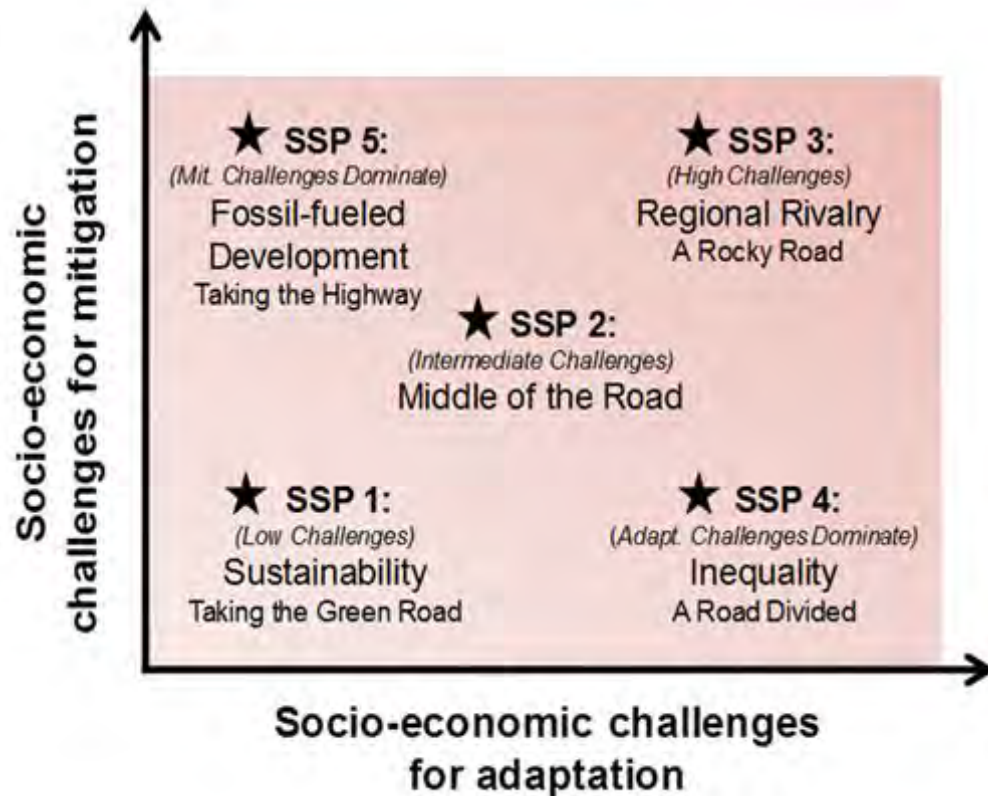 Socio-economic
challenges for mitigation
SSP 5:
(Mit. Challenges Dominate)
Fossil-fueled
Development
Taking the Highway
SSP 3:
(High Challenges)
Regional Rivalry
A Rocky Road
SSP 2:
(Intermediate Challenges)
Middle of the Road
SSP 1:
(Low Challenges)
Sustainability
Taking the Green Road
SSP 4:
(Adapt. Challenges Dominate)
Inequality
A Road Divided
Socio-economic challenges
for adaptation